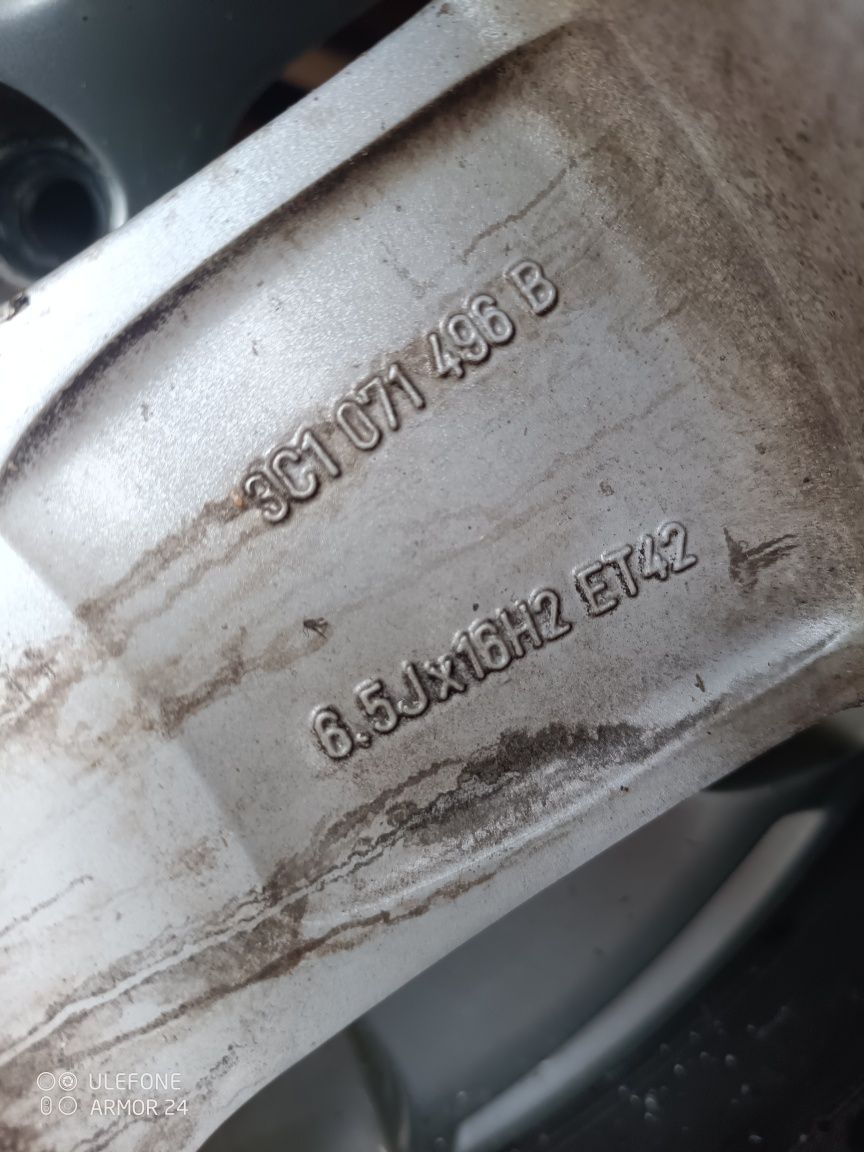 3C1 071 496 B
6.5Jx16H2 ET42
ULEFONE
ARMOR 24